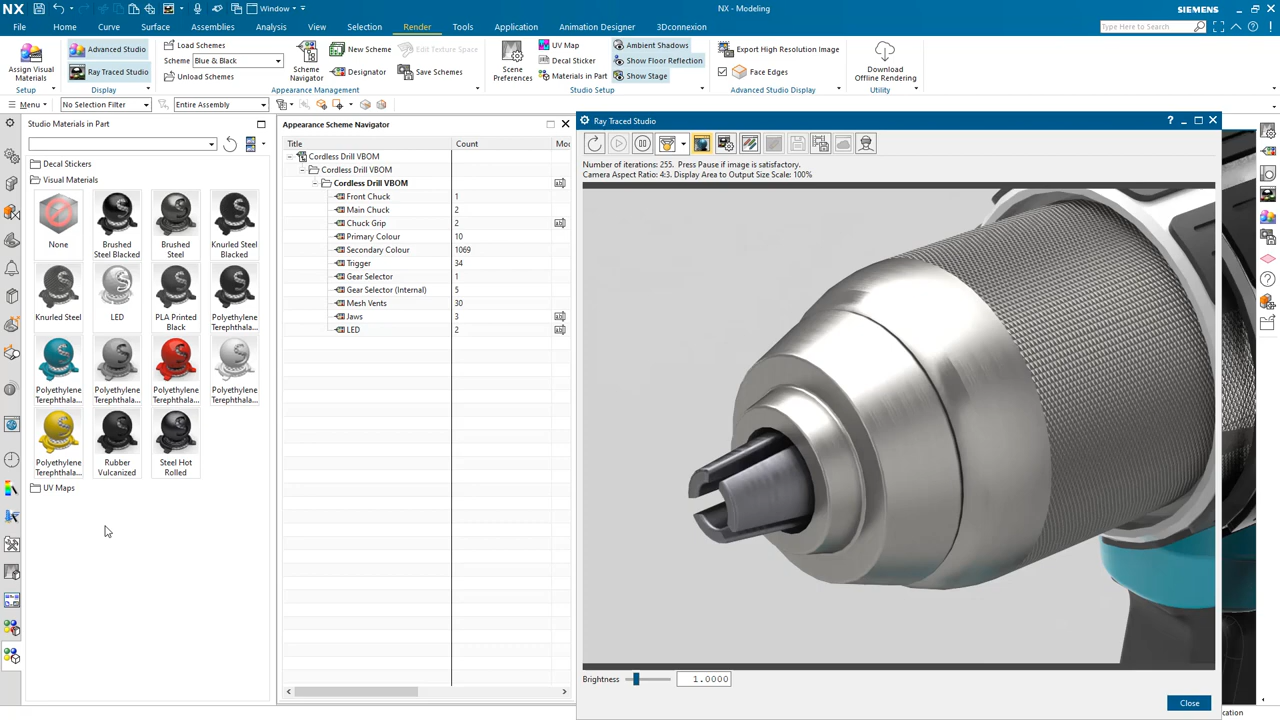 NX
Window
NX - Modeling
SIEMENS
File
Home
Curve
Surface
Assemblies
Analysis
View
Selection
Render
Tools
Application
Animation Designer
3Dconnexion
Type Here to Search
Assign Visual
Materials
Setup
Advanced Studio
Ray Traced Studio
Display
Load Schemes
Scheme
Blue & Black
Unload Schemes
Scheme
Navigator
New Scheme
Edit Texture Space
Designator
Save Schemes
Appearance Management
Scene
Preferences
UV Map
Decal Sticker
Materials in Part
Ambient Shadows
Show Floor Reflection
Show Stage
Studio Setup
Export High Resolution Image
Face Edges
Advanced Studio Display
Download
Offline Rendering
Utility
Menu
No Selection Filter
Entire Assembly
Studio Materials in Part
Decal Stickers
Visual Materials
None
Brushed
Steel Blacked
Brushed
Steel
Knurled Steel
Blacked
Knurled Steel
LED
PLA Printed
Black
Polyethylene
Terephthala...
Polyethylene
Terephthala...
Polyethylene
Terephthala...
Polyethylene
Terephthala...
Polyethylene
Terephthala...
Polyethylene
Terephthala...
Rubber
Vulcanized
Steel Hot
Rolled
UV Maps
Appearance Scheme Navigator
Title
Count
Cordless Drill VBOM
Cordless Drill VBOM
Cordless Drill VBOM
Front Chuck 1
Main Chuck 2
Chuck Grip 2
Primary Colour 10
Secondary Colour 1069
Trigger 34
Gear Selector 1
Gear Selector (Internal) 5
Mesh Vents 30
Jaws 3
LED 2
Ray Traced Studio
Number of iterations: 255. Press Pause if image is satisfactory.
Camera Aspect Ratio: 4:3. Display Area to Output Size Scale: 100%
Brightness
1.0000
Close